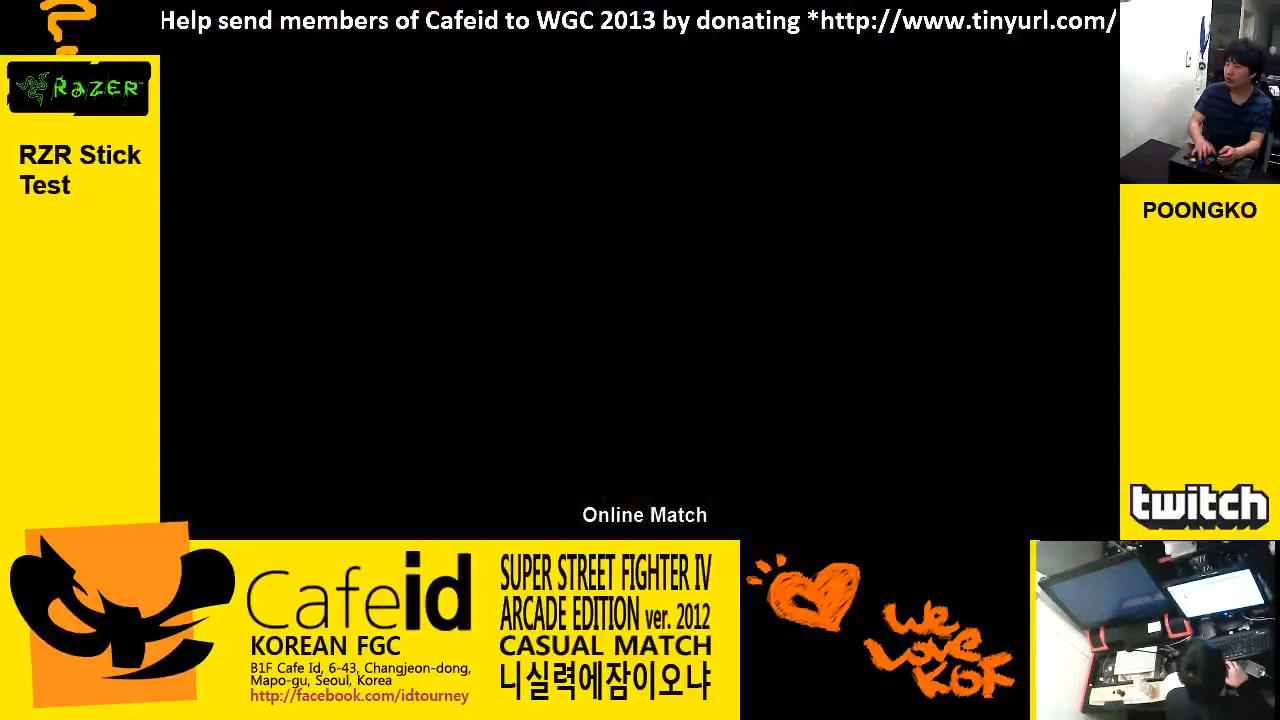 Help send members of Cafeid to WGC 2013 by donating *http://www.tinyurl.com/
?
RAZER
RZR Stick
Test
POONGKO
Online Match
twitch
Cafeid
KOREAN FGC
B1F Cafe Id, 6-43, Changjeon-dong,
Mapo-gu, Seoul, Korea
http://facebook.com/idtourney
SUPER STREET FIGHTER IV
ARCADE EDITION ver. 2012
CASUAL MATCH
니실력에잠이오냐
WEE
LOVE
KOF